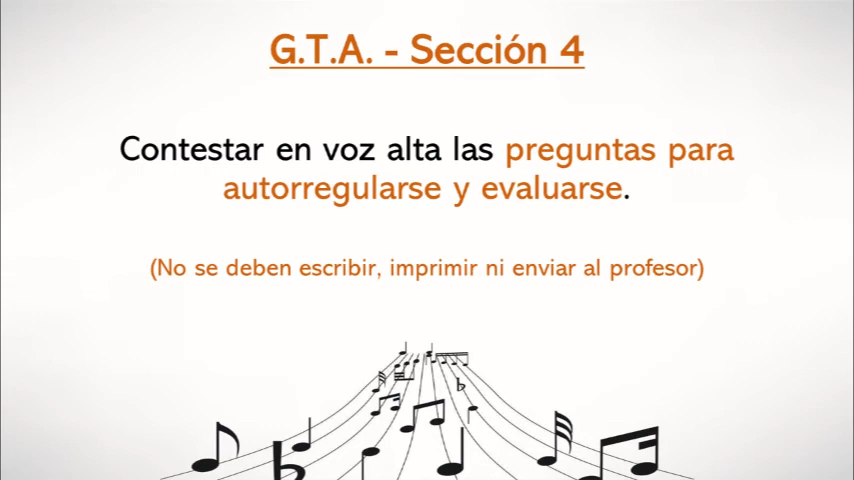 G.T.A. - Sección 4
Contestar en voz alta las preguntas para
autorregularse y evaluarse.
(No se deben escribir, imprimir ni enviar al profesor)